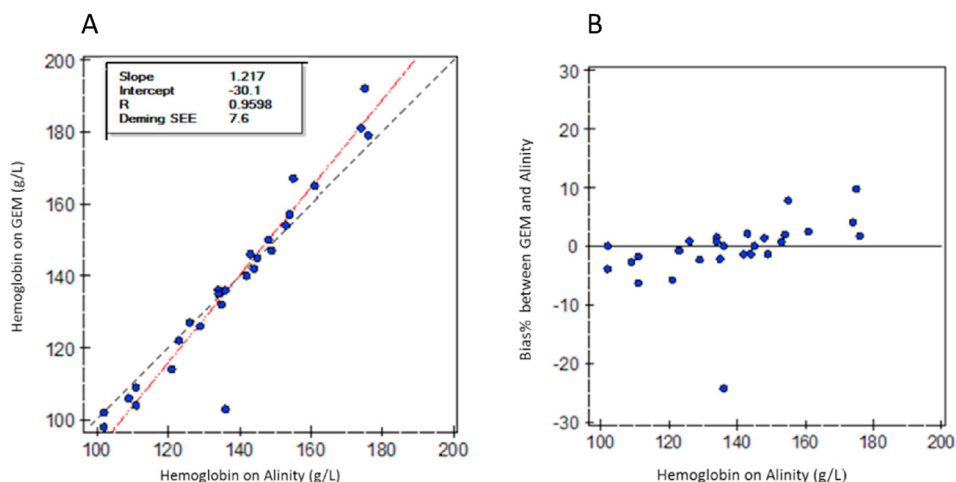 A
Slope 1.217
Intercept -30.1
R 0.9598
Deming SEE 7.6
Hemoglobin on GEM (g/L)
200
180
160
140
120
100
100 120 140 160 180 200
Hemoglobin on Alinity (g/L)
B
Bias% between GEM and Alinity
30
20
10
0
-10
-20
-30
100 120 140 160 180 200
Hemoglobin on Alinity (g/L)